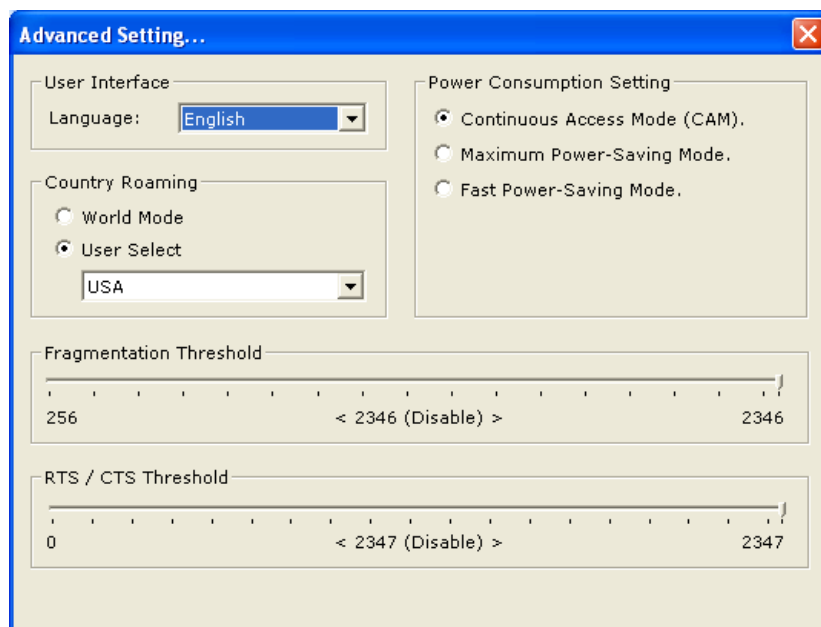 Advanced Setting...
User Interface
Language: English
Country Roaming
World Mode
User Select
USA
Power Consumption Setting
Continuous Access Mode (CAM).
Maximum Power-Saving Mode.
Fast Power-Saving Mode.
Fragmentation Threshold
256 < 2346 (Disable) > 2346
RTS / CTS Threshold
0 < 2347 (Disable) > 2347